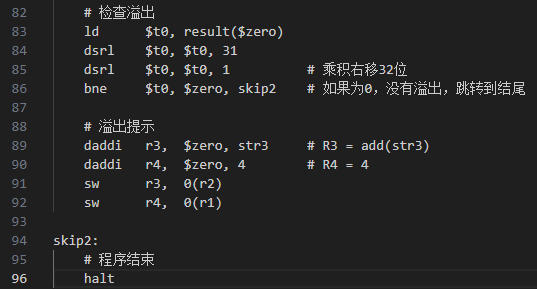 82 # 检查溢出
83 ld $t0, result($zero)
84 dsrl $t0, $t0, 31
85 dsrl $t0, $t0, 1 # 乘积右移32位
86 bne $t0, $zero, skip2 # 如果为0，没有溢出，跳转到结尾
87
88 # 溢出提示
89 daddi r3, $zero, str3 # R3 = add(str3)
90 daddi r4, $zero, 4 # R4 = 4
91 sw r3, 0(r2)
92 sw r4, 0(r1)
93
94 skip2:
95 # 程序结束
96 halt